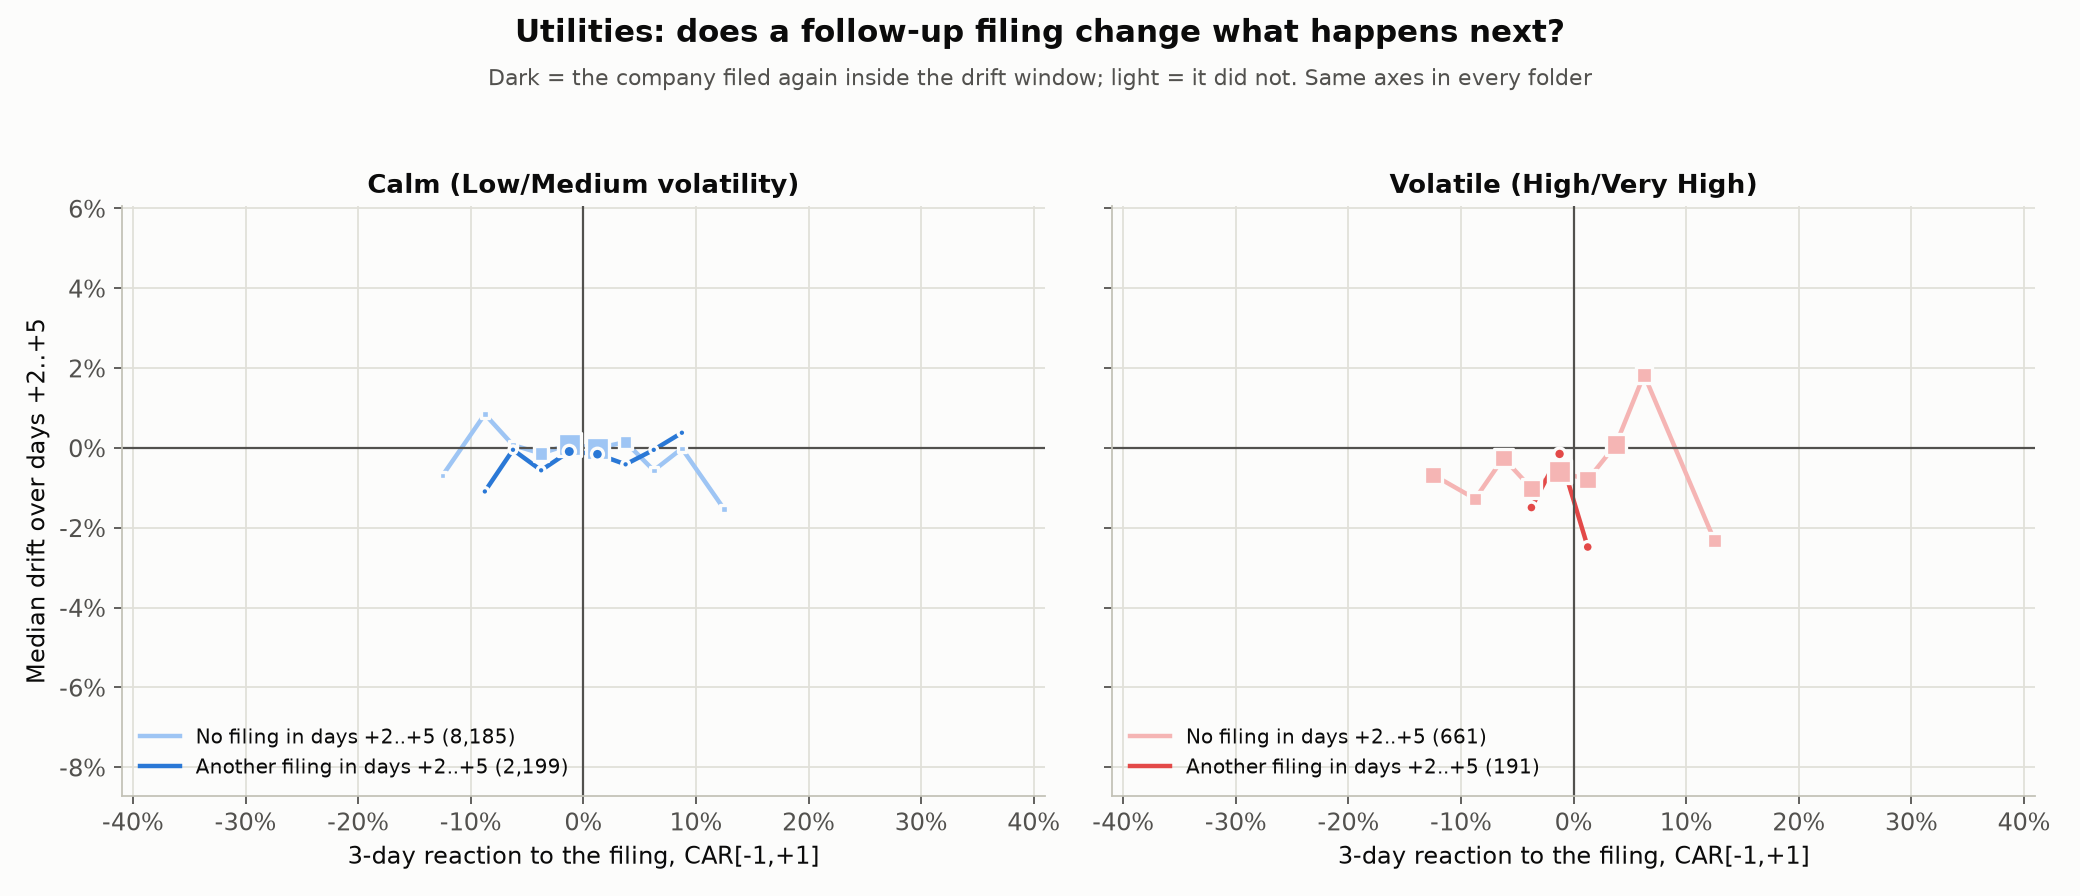 Utilities: does a follow-up filing change what happens next?
Dark = the company filed again inside the drift window; light = it did not. Same axes in every folder
Calm (Low/Medium volatility)
Median drift over days +2..+5
6%
4%
2%
0%
-2%
-4%
-6%
-8%
No filing in days +2..+5 (8,185)
Another filing in days +2..+5 (2,199)
-40% -30% -20% -10% 0% 10% 20% 30% 40%
3-day reaction to the filing, CAR[-1,+1]
Volatile (High/Very High)
No filing in days +2..+5 (661)
Another filing in days +2..+5 (191)
-40% -30% -20% -10% 0% 10% 20% 30% 40%
3-day reaction to the filing, CAR[-1,+1]